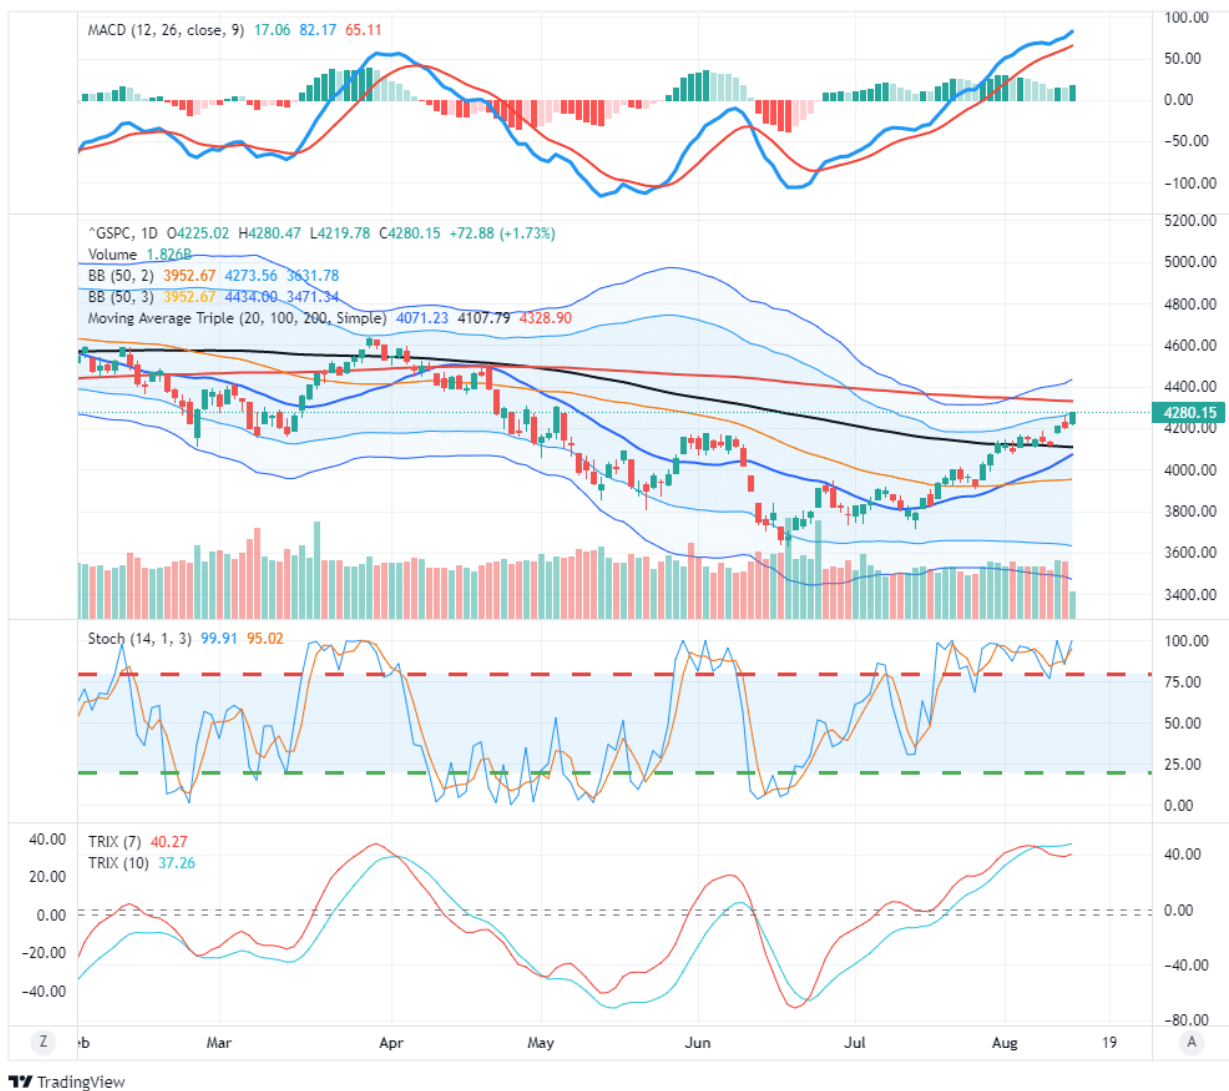 MACD (12, 26, close, 9) 17.06 82.17 65.11
100.00
50.00
0.00
−50.00
−100.00
^GSPC, 1D O4225.02 H4280.47 L4219.78 C4280.15 +72.88 (+1.73%)
Volume 1.826B
BB (50, 2) 3952.67 4273.56 3631.78
BB (50, 3) 3952.67 4434.00 3471.34
Moving Average Triple (20, 100, 200, Simple) 4071.23 4107.79 4328.90
5200.00
5000.00
4800.00
4600.00
4400.00
4280.15
4200.00
4000.00
3800.00
3600.00
3400.00
Stoch (14, 1, 3) 99.91 95.02
100.00
75.00
50.00
25.00
0.00
TRIX (7) 40.27
TRIX (10) 37.26
40.00
20.00
0.00
−20.00
−40.00
40.00
0.00
−40.00
−80.00
Z eb Mar Apr May Jun Jul Aug 19 A
TradingView